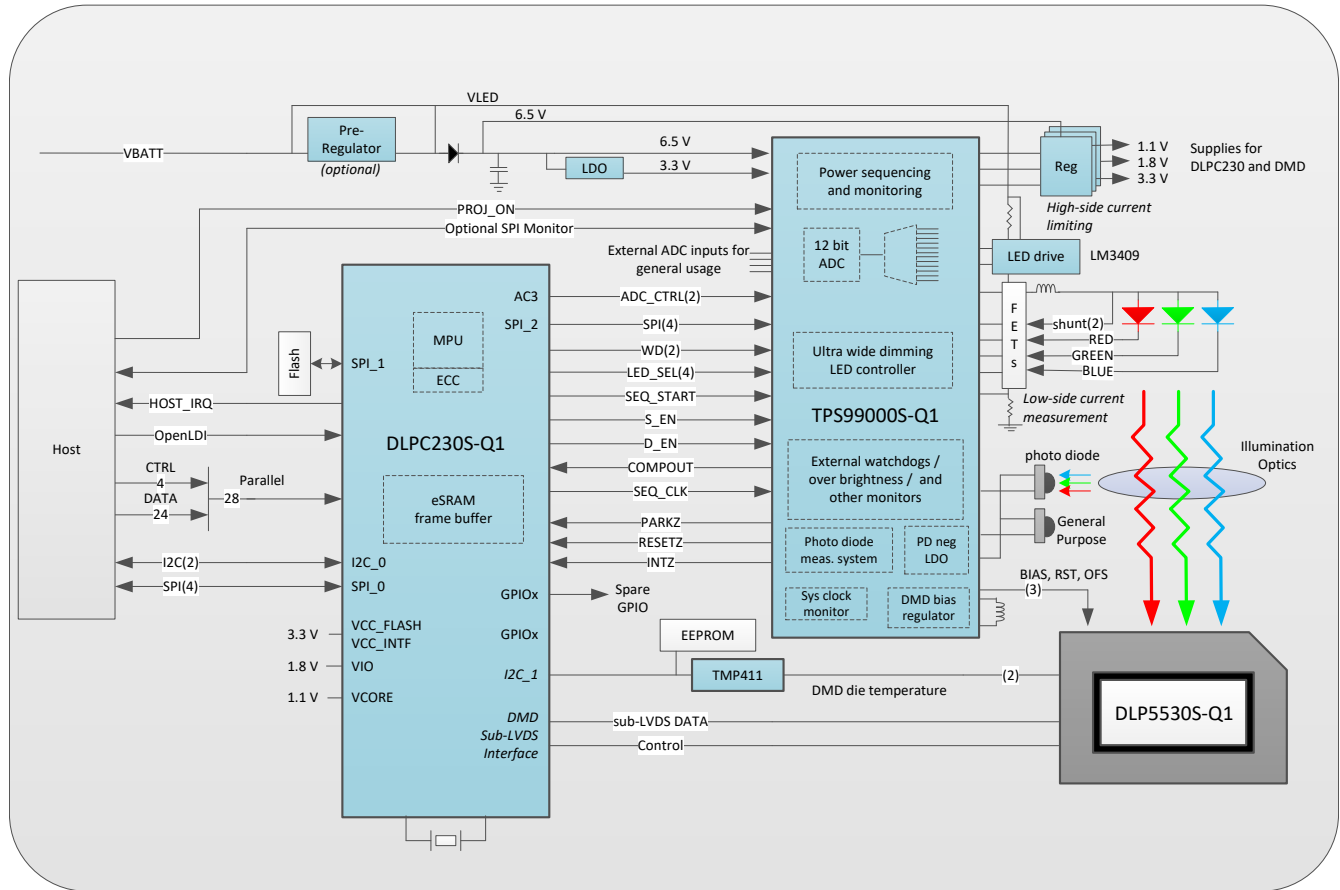 VLED
6.5 V
Pre-
Regulator
(optional)
VBATT
6.5 V
LDO
3.3 V
Power sequencing
and monitoring
Reg
1.1 V
1.8 V
3.3 V
Supplies for
DLPC230 and DMD
High-side current
limiting
PROJ_ON
Optional SPI Monitor
External ADC inputs for
general usage
12 bit
ADC
LED drive
LM3409
Host
HOST_IRQ
OpenLDI
CTRL
4
DATA
24
28
Parallel
I2C(2)
SPI(4)
Flash
SPI_1
MPU
ECC
DLPC230S-Q1
eSRAM
frame buffer
I2C_0
SPI_0
3.3 V
VCC_FLASH
VCC_INTF
1.8 V
VIO
1.1 V
VCORE
AC3
SPI_2
GPIOx
GPIOx
I2C_1
DMD
Sub-LVDS
Interface
ADC_CTRL(2)
SPI(4)
WD(2)
LED_SEL(4)
SEQ_START
S_EN
D_EN
COMPOUT
SEQ_CLK
PARKZ
RESETZ
INTZ
Spare
GPIO
EEPROM
TMP411
DMD die temperature
(2)
sub-LVDS DATA
Control
Ultra wide dimming
LED controller
TPS99000S-Q1
External watchdogs /
over brightness / and
other monitors
Photo diode
meas. system
PD neg
LDO
Sys clock
monitor
DMD bias
regulator
FETs
shunt(2)
RED
GREEN
BLUE
Low-side current
measurement
photo diode
Illumination
Optics
General
Purpose
BIAS, RST, OFS
(3)
DLP5530S-Q1